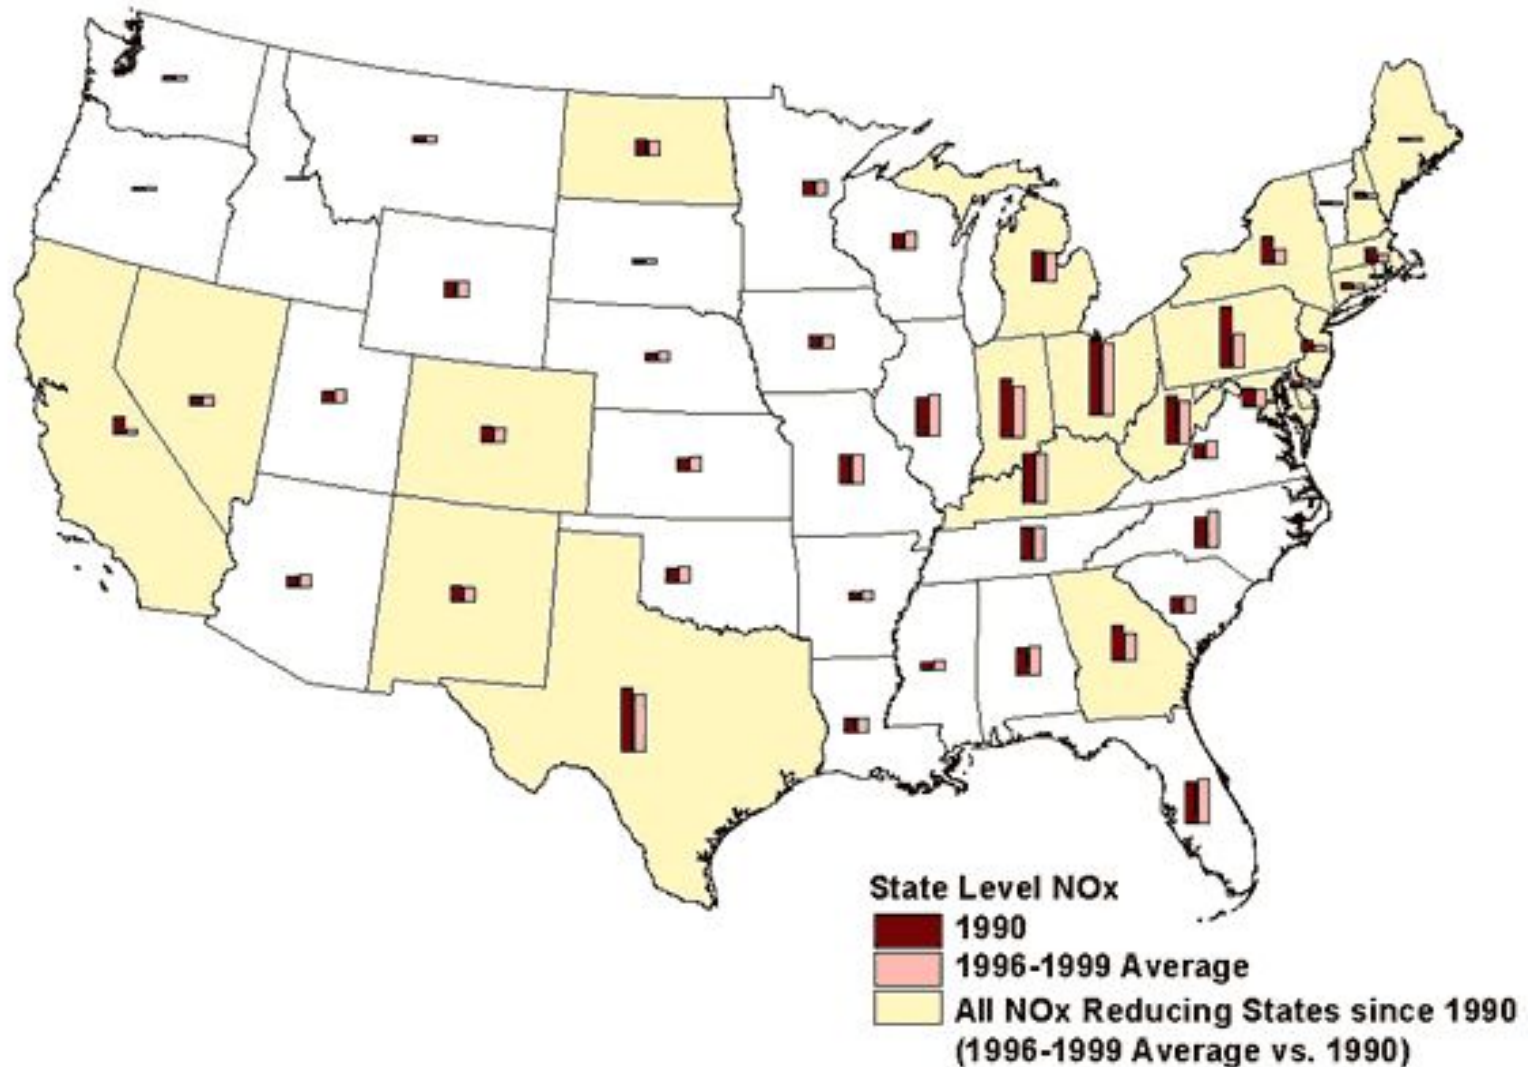 State Level NOx
1990
1996-1999 Average
All NOx Reducing States since 1990
(1996-1999 Average vs. 1990)